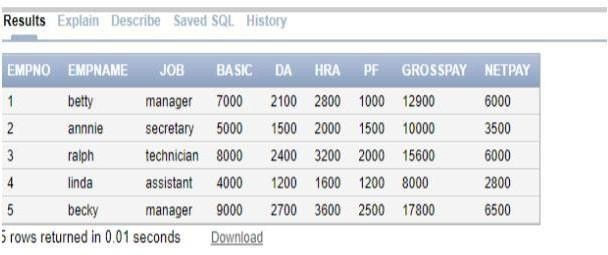 Results Explain Describe Saved SQL History
EMPNO EMPNAME JOB BASIC DA HRA PF GROSSPAY NETPAY
1 betty manager 7000 2100 2800 1000 12900 6000
2 annnie secretary 5000 1500 2000 1500 10000 3500
3 ralph technician 8000 2400 3200 2000 15600 6000
4 linda assistant 4000 1200 1600 1200 8000 2800
5 becky manager 9000 2700 3600 2500 17800 6500
5 rows returned in 0.01 seconds Download